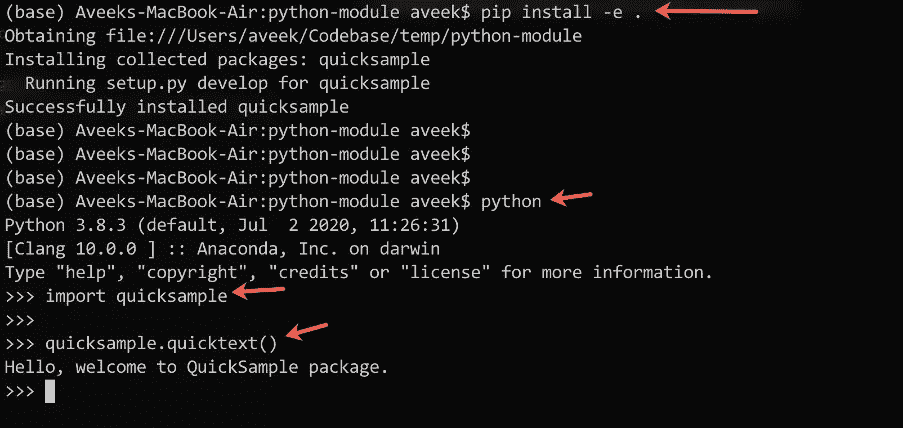 (base) Aveeks-MacBook-Air:python-module aveek$ pip install -e .
Obtaining file:///Users/aveek/Codebase/temp/python-module
Installing collected packages: quicksample
  Running setup.py develop for quicksample
Successfully installed quicksample
(base) Aveeks-MacBook-Air:python-module aveek$
(base) Aveeks-MacBook-Air:python-module aveek$
(base) Aveeks-MacBook-Air:python-module aveek$
(base) Aveeks-MacBook-Air:python-module aveek$ python
Python 3.8.3 (default, Jul  2 2020, 11:26:31)
[Clang 10.0.0 ] :: Anaconda, Inc. on darwin
Type "help", "copyright", "credits" or "license" for more information.
>>> import quicksample
>>>
>>> quicksample.quicktext()
Hello, welcome to QuickSample package.
>>>